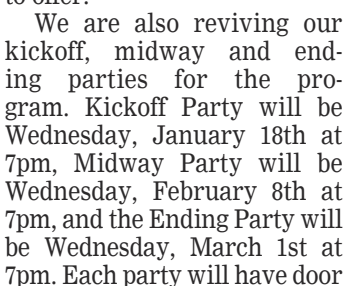 to offer.
We are also reviving our
kickoff, midway and end-
ing parties for the pro-
gram. Kickoff Party will be
Wednesday, January 18th at
7pm, Midway Party will be
Wednesday, February 8th at
7pm, and the Ending Party will
be Wednesday, March 1st at
7pm. Each party will have door